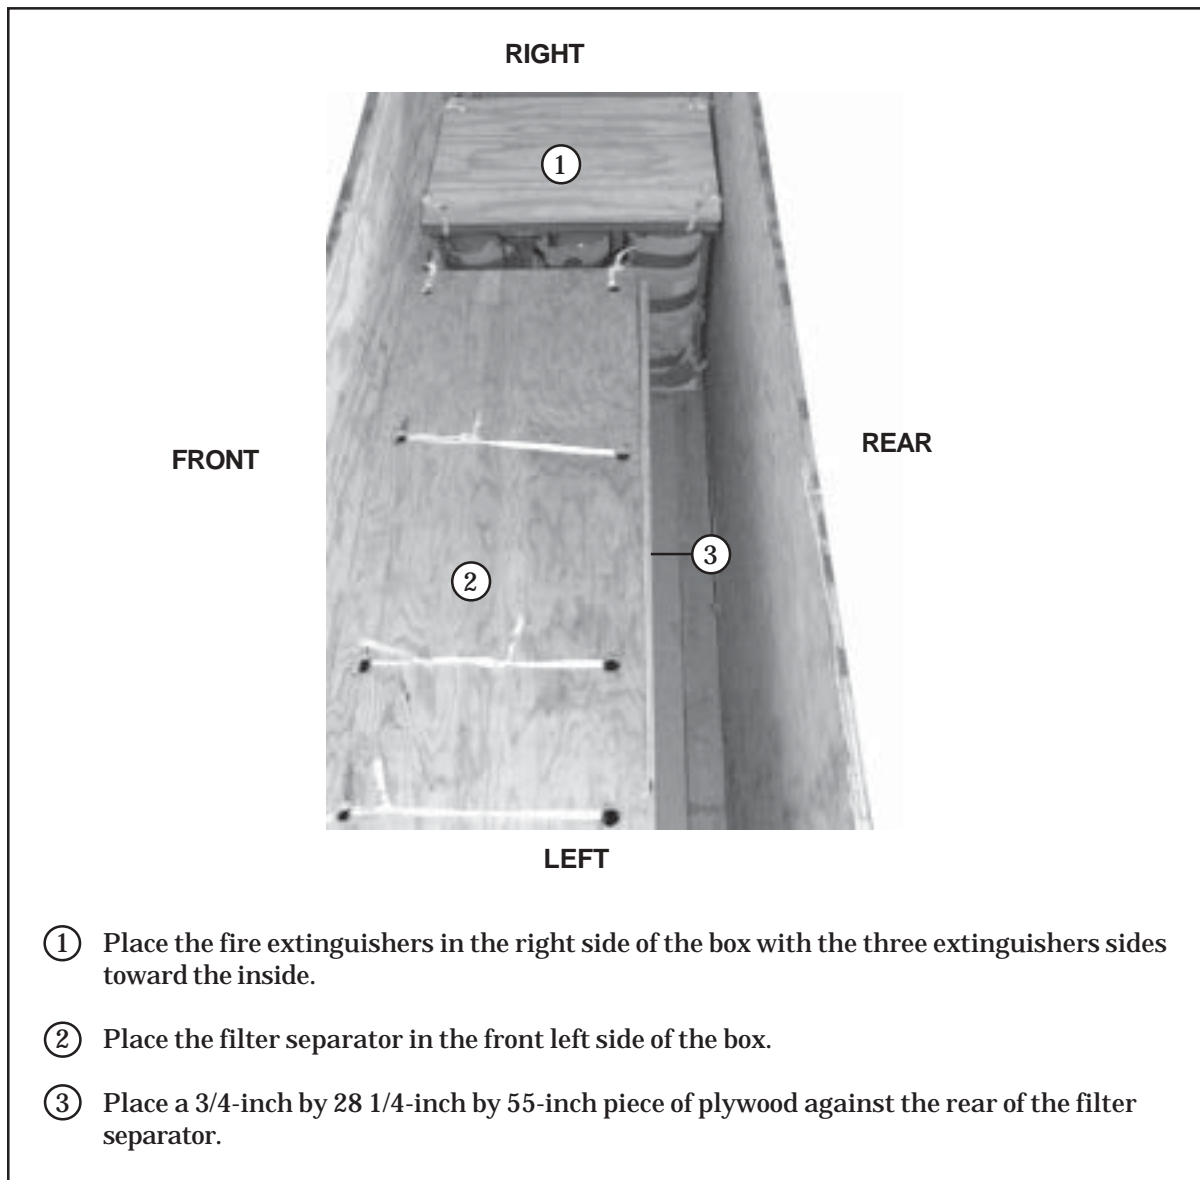 RIGHT
1
FRONT
REAR
3
2
LEFT
1 Place the fire extinguishers in the right side of the box with the three extinguishers sides
toward the inside.
2 Place the filter separator in the front left side of the box.
3 Place a 3/4-inch by 28 1/4-inch by 55-inch piece of plywood against the rear of the filter
separator.